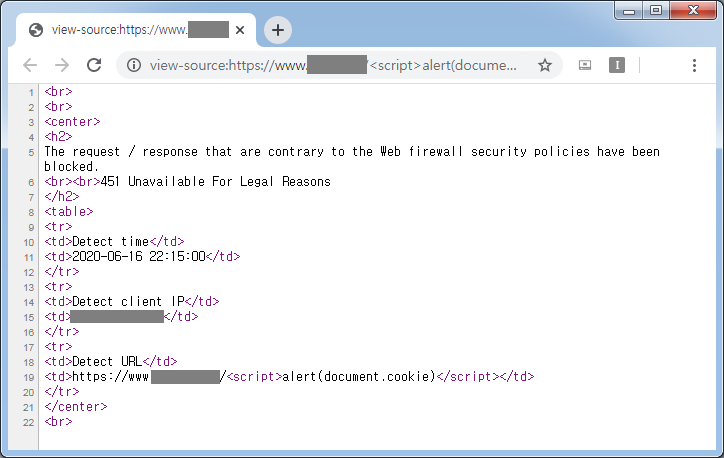 view-source:https://www.
view-source:https://www. /<script>alert(docume...
1 <br>
2 <br>
3 <center>
4 <h2>
5 The request / response that are contrary to the Web firewall security policies have been
blocked.
6 <br><br>451 Unavailable For Legal Reasons
7 </h2>
8 <table>
9 <tr>
10 <td>Detect time</td>
11 <td>2020-06-16 22:15:00</td>
12 </tr>
13 <tr>
14 <td>Detect client IP</td>
15 <td> </td>
16 </tr>
17 <tr>
18 <td>Detect URL</td>
19 <td>https://www. /<script>alert(document.cookie)</script></td>
20 </tr>
21 </center>
22 <br>